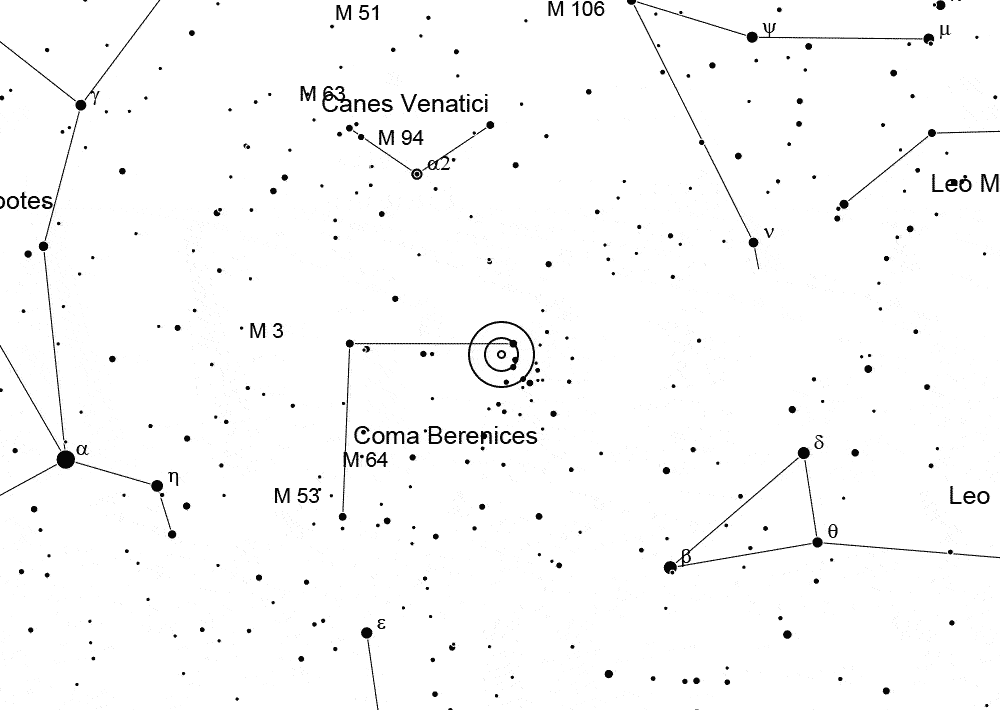 M 51
M 106
ψ
μ
γ
M 63
Canes Venatici
M 94
α2
Leo M
ootes
ν
M 3
Coma Berenices
δ
α
M 64
η
M 53
Leo
θ
β
ε